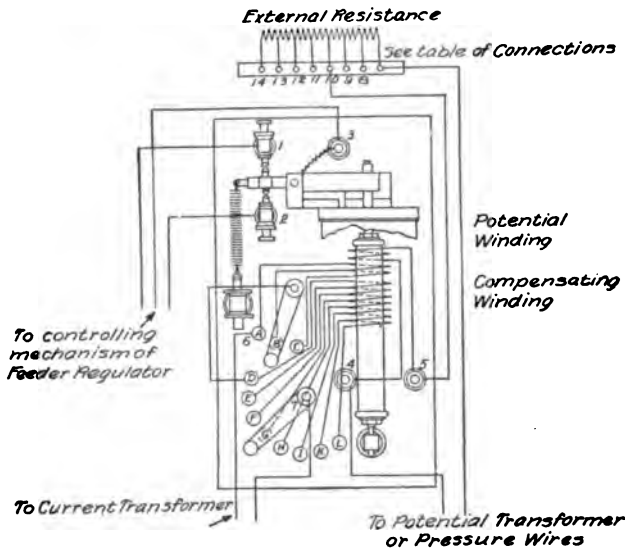 External Resistance
See table of Connections
14 13 12 11 10 9 8
3
1
2
Potential
Winding
Compensating
Winding
To controlling
mechanism of
Feeder Regulator
6 A
B
C
D
E
F
G
H
I
K
L
7
4
5
To Current Transformer
To Potential Transformer
or Pressure Wires